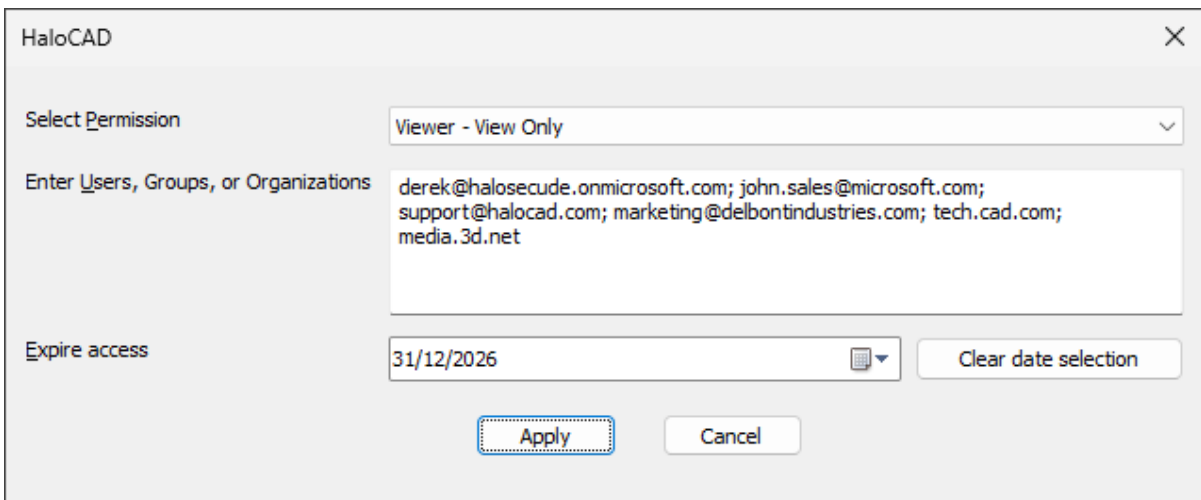 HaloCAD
Select Permission
Viewer - View Only
Enter Users, Groups, or Organizations
derek@halosecude.onmicrosoft.com; john.sales@microsoft.com;
support@halocad.com; marketing@delbontindustries.com; tech.cad.com;
media.3d.net
Expire access
31/12/2026
Clear date selection
Apply
Cancel